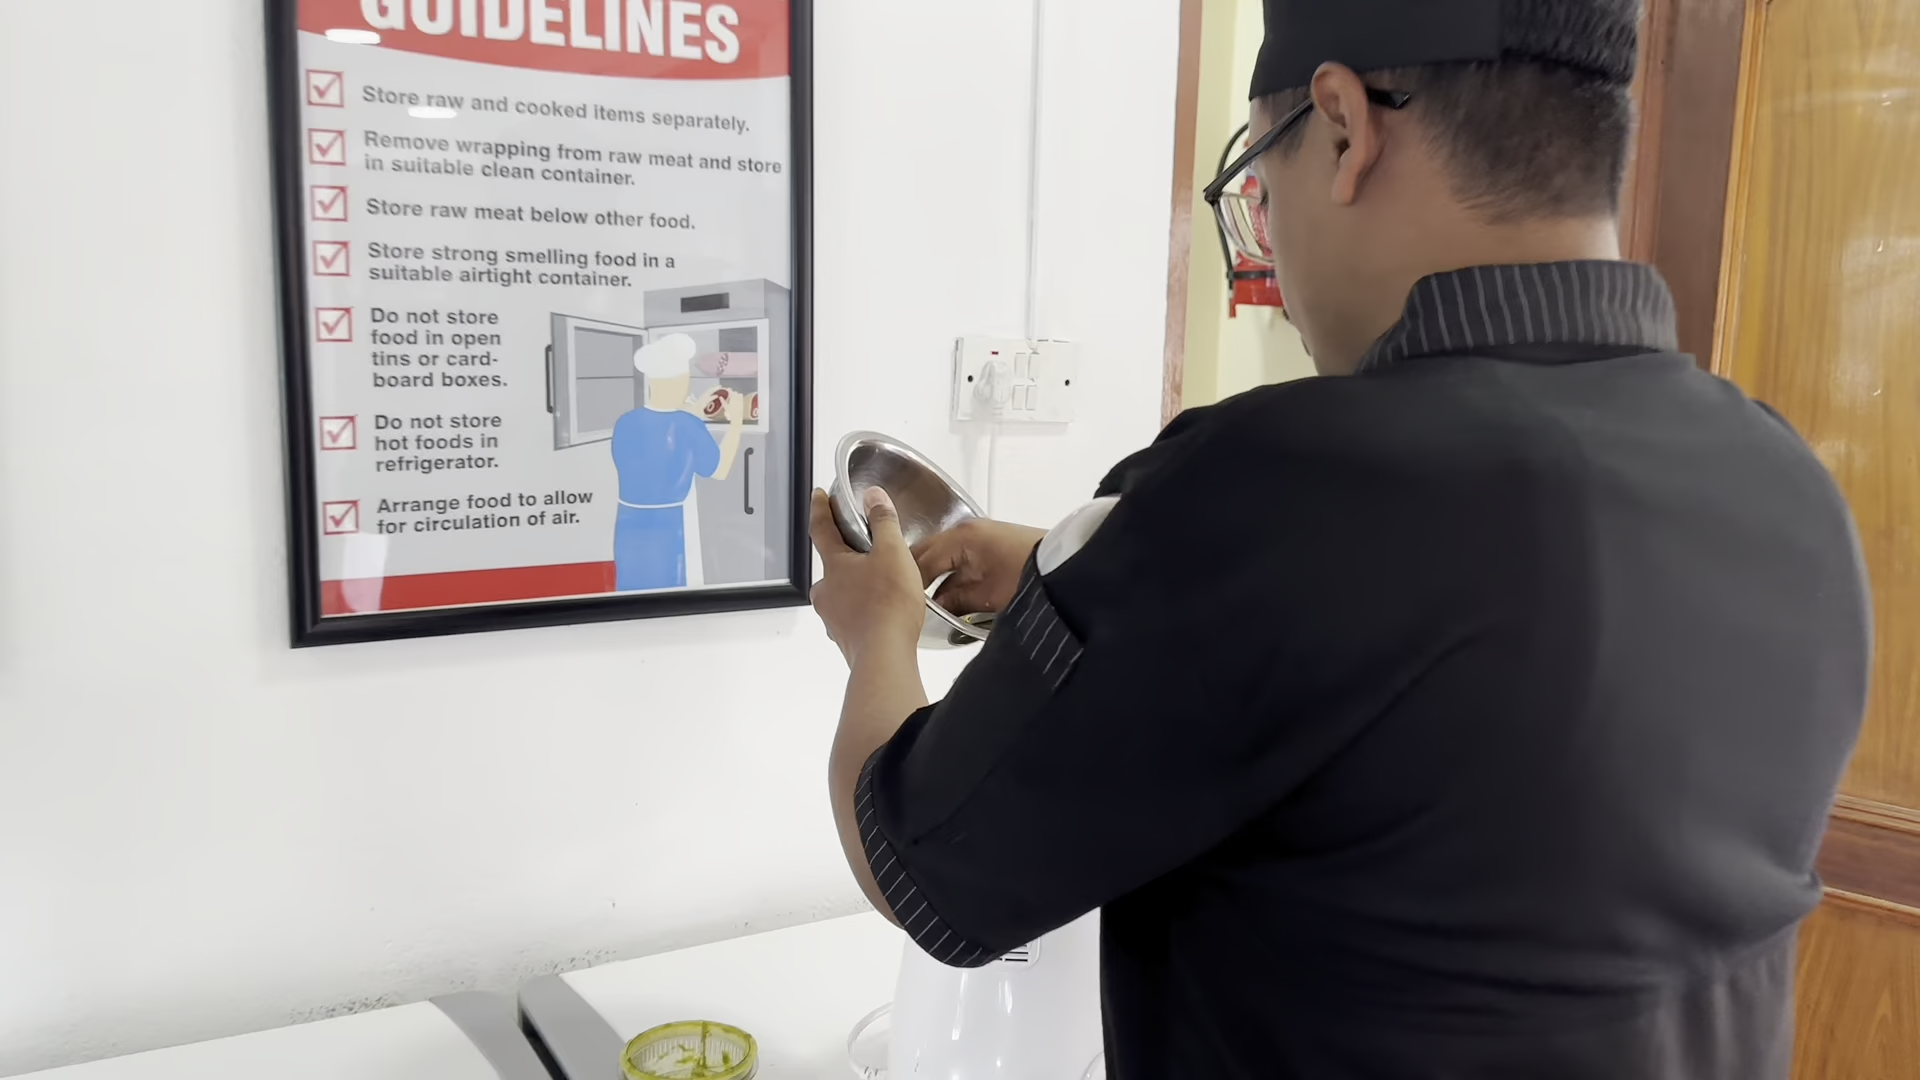 GUIDELINES
Store raw and cooked items separately.
Remove wrapping from raw meat and store
in suitable clean container.
Store raw meat below other food.
Store strong smelling food in a
suitable airtight container.
Do not store
food in open
tins or card-
board boxes.
Do not store
hot foods in
refrigerator.
Arrange food to allow
for circulation of air.